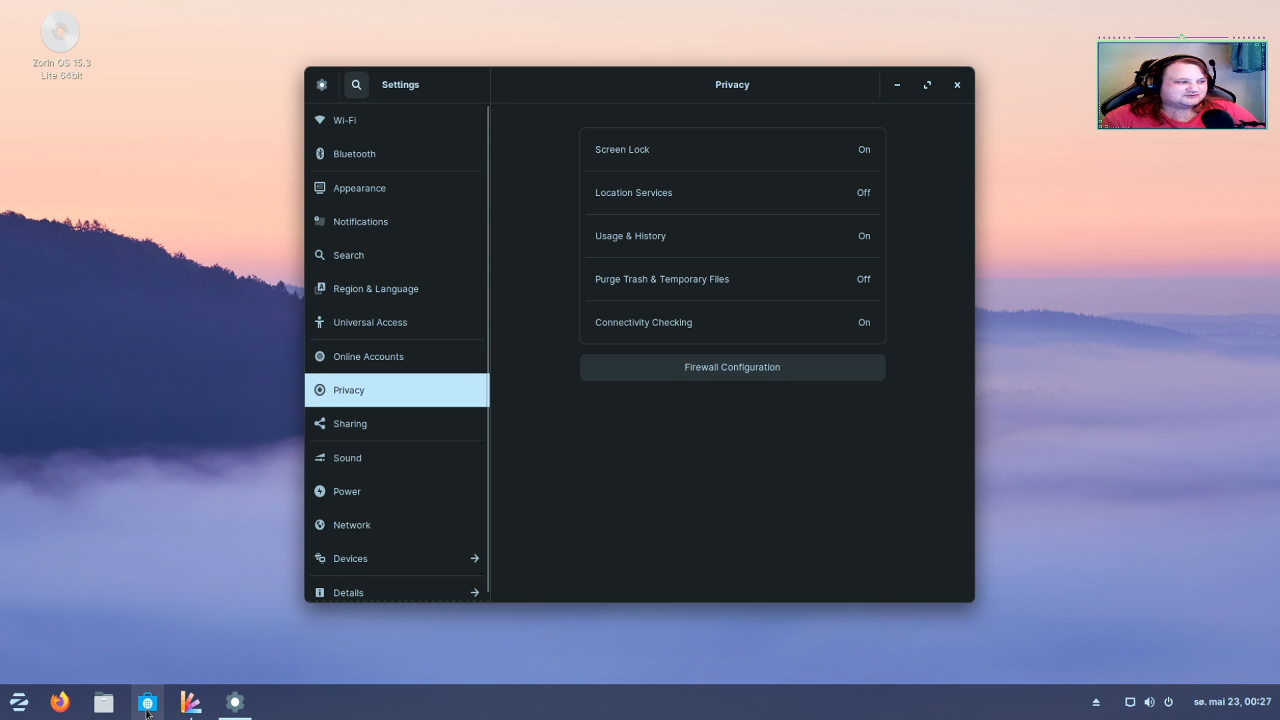 Zorin OS 15.3
Lite 64bit
Settings
Privacy
Wi-Fi
Bluetooth
Appearance
Notifications
Search
Region & Language
Universal Access
Online Accounts
Privacy
Sharing
Sound
Power
Network
Devices
Details
Screen Lock On
Location Services Off
Usage & History On
Purge Trash & Temporary Files Off
Connectivity Checking On
Firewall Configuration
sø. mai 23, 00:27